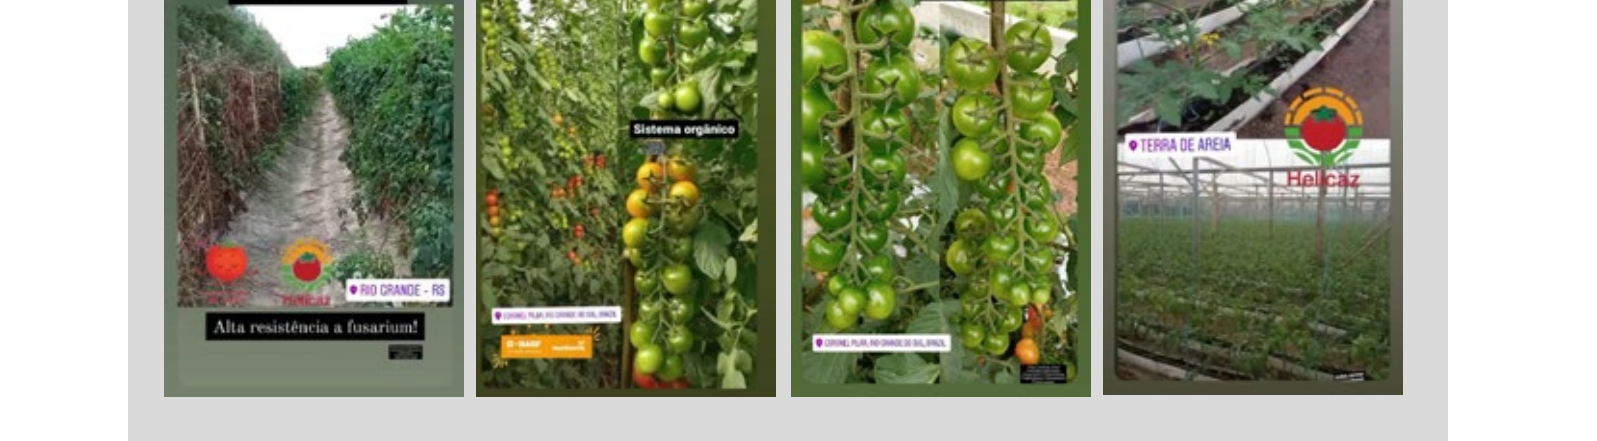 Helicaz
RIO GRANDE - RS
Alta resistência a fusarium!
Sistema orgânico
CORONEL PILAR, RIO GRANDE DO SUL, BRAZIL
BASF
CORONEL PILAR, RIO GRANDE DO SUL, BRAZIL
TERRA DE AREIA
Helicaz